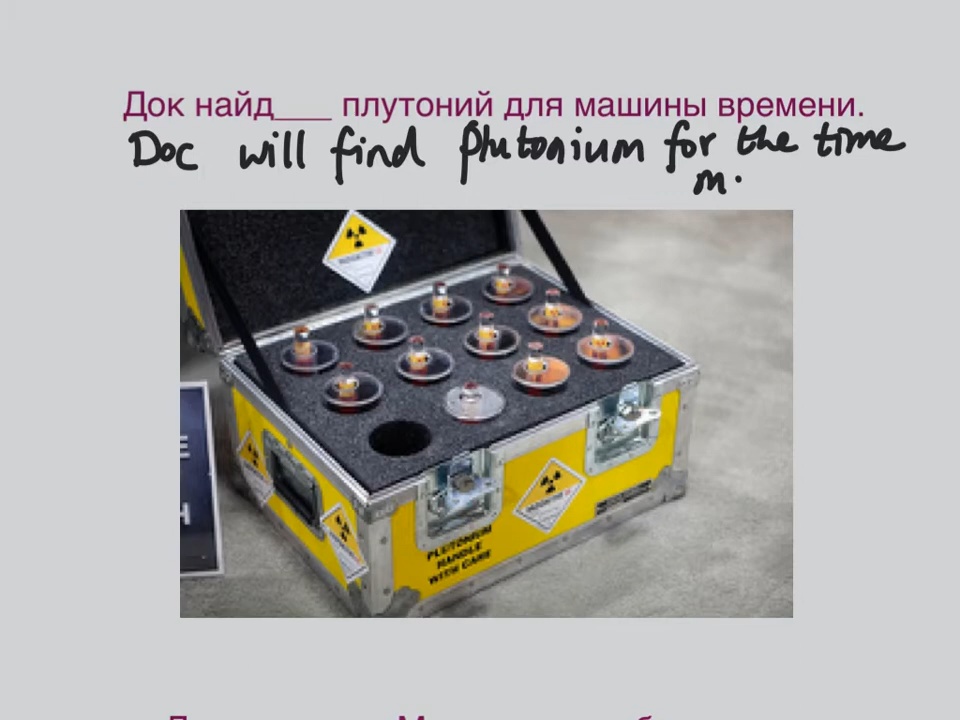 Док найд___ плутоний для машины времени.
Doc will find plutonium for the time
m.
PLUTONIUM
HANDLE
WITH CARE